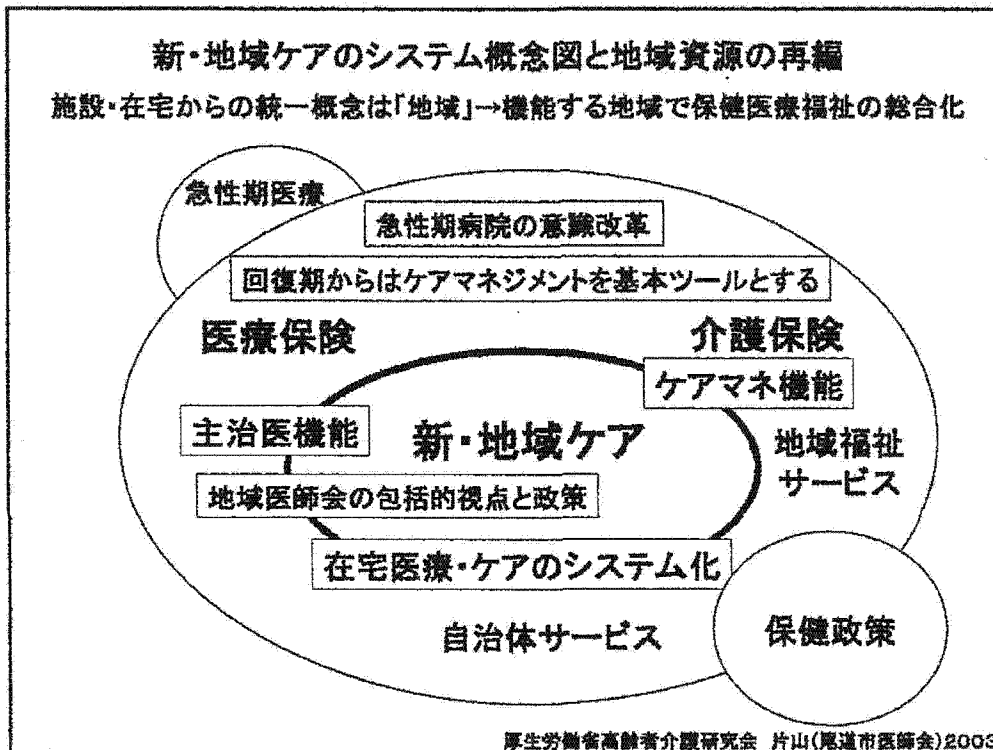 新・地域ケアのシステム概念図と地域資源の再編
施設・在宅からの統一概念は「地域」→機能する地域で保健医療福祉の総合化
急性期医療
急性期病院の意識改革
回復期からはケアマネジメントを基本ツールとする
医療保険
介護保険
ケアマネ機能
主治医機能
新・地域ケア
地域福祉
サービス
地域医師会の包括的視点と政策
在宅医療・ケアのシステム化
自治体サービス
保健政策
厚生労働省高齢者介護研究会 片山(尾道市医師会)2003